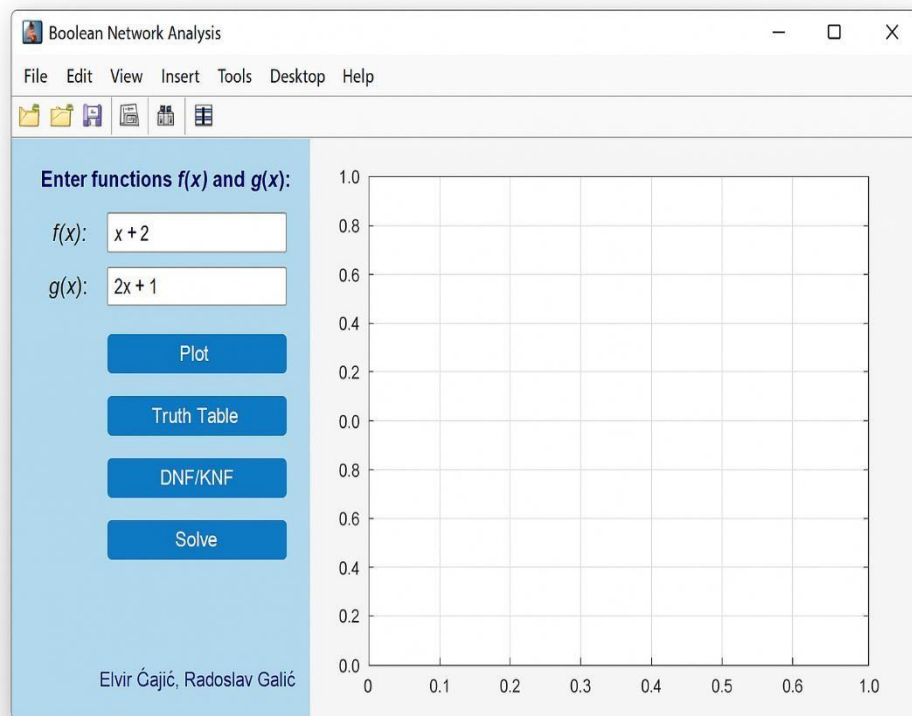 Boolean Network Analysis
File Edit View Insert Tools Desktop Help
Enter functions f(x) and g(x):
f(x): x + 2
g(x): 2x + 1
Plot
Truth Table
DNF/KNF
Solve
Elvir Ćajić, Radoslav Galić
1.0
0.8
0.6
0.4
0.2
0.0
0.8
0.6
0.4
0.2
0.0
0 0.1 0.2 0.3 0.4 0.5 0.6 1.0